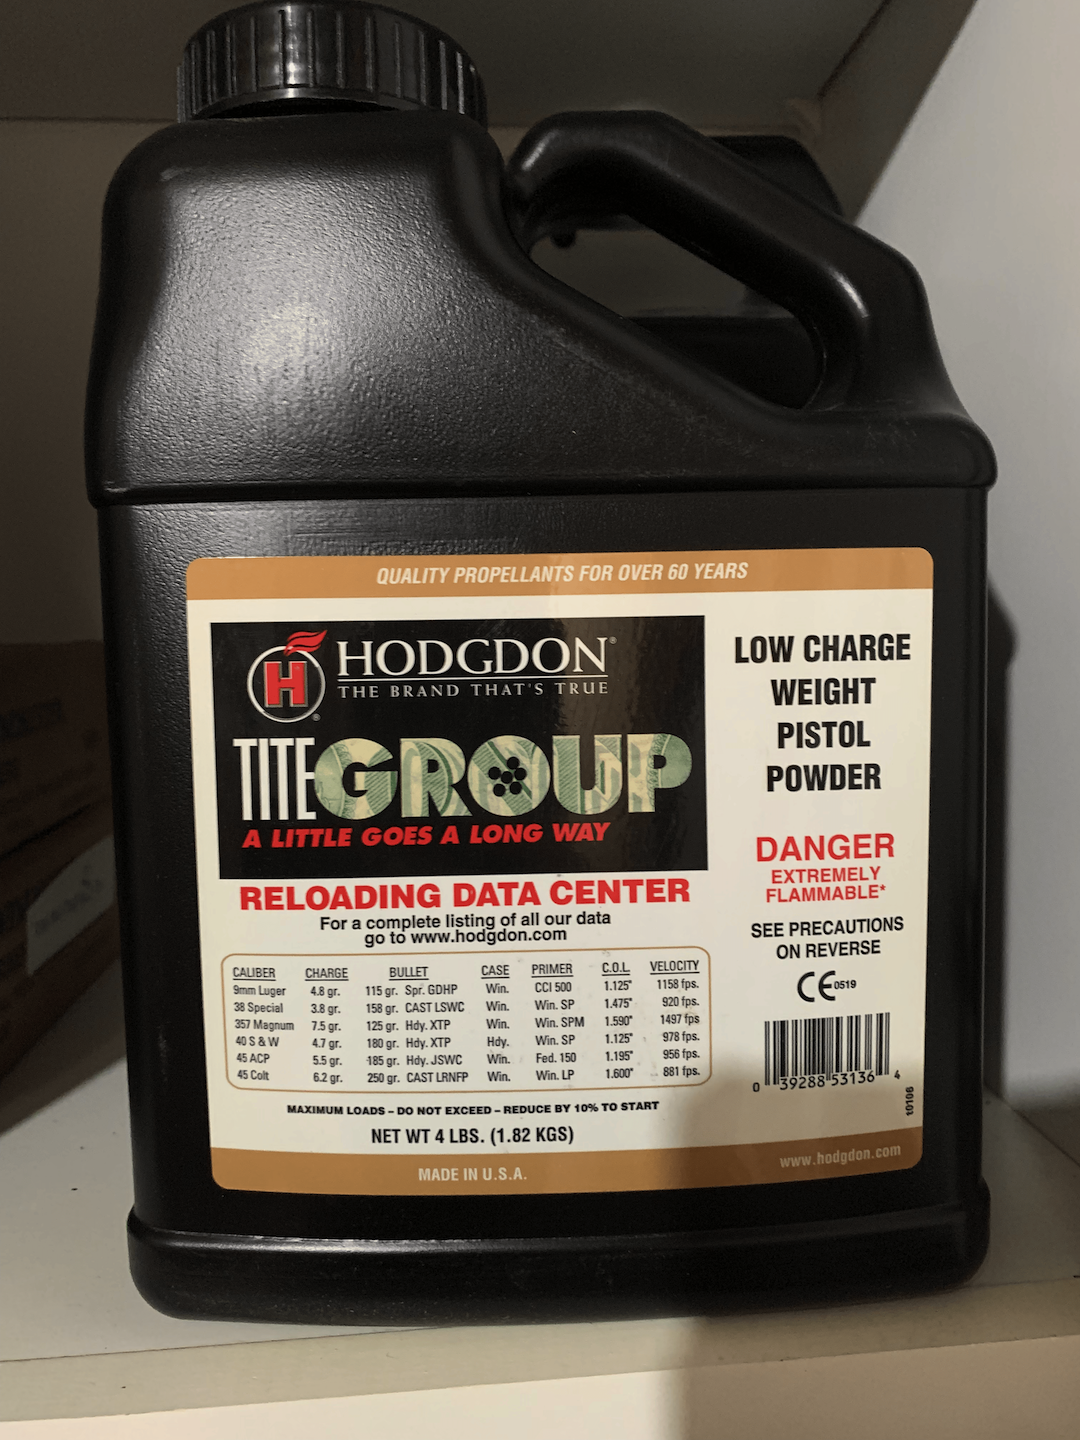 QUALITY PROPELLANTS FOR OVER 60 YEARS
H
®
HODGDON®
THE BRAND THAT'S TRUE
TITEGROUP
A LITTLE GOES A LONG WAY
RELOADING DATA CENTER
For a complete listing of all our data
go to www.hodgdon.com
CALIBER CHARGE BULLET CASE PRIMER C.O.L. VELOCITY
9mm Luger 4.8 gr. 115 gr. Spr. GDHP Win. CCI 500 1.125" 1158 fps.
38 Special 3.8 gr. 158 gr. CAST LSWC Win. Win. SP 1.475" 920 fps.
357 Magnum 7.5 gr. 125 gr. Hdy. XTP Win. Win. SPM 1.590" 1497 fps.
40 S & W 4.7 gr. 180 gr. Hdy. XTP Hdy. Win. SP 1.125" 978 fps.
45 ACP 5.5 gr. 185 gr. Hdy. JSWC Win. Fed. 150 1.195" 956 fps.
45 Colt 6.2 gr. 250 gr. CAST LRNFP Win. Win. LP 1.600" 881 fps.
MAXIMUM LOADS – DO NOT EXCEED – REDUCE BY 10% TO START
NET WT 4 LBS. (1.82 KGS)
LOW CHARGE
WEIGHT
PISTOL
POWDER
DANGER
EXTREMELY
FLAMMABLE*
SEE PRECAUTIONS
ON REVERSE
CE 0519
0 39288 53136 4
10106
MADE IN U.S.A.
www.hodgdon.com